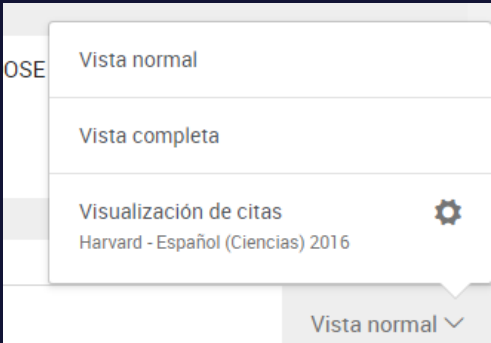 OSE
Vista normal
Vista completa
Visualización de citas
Harvard - Español (Ciencias) 2016
Vista normal